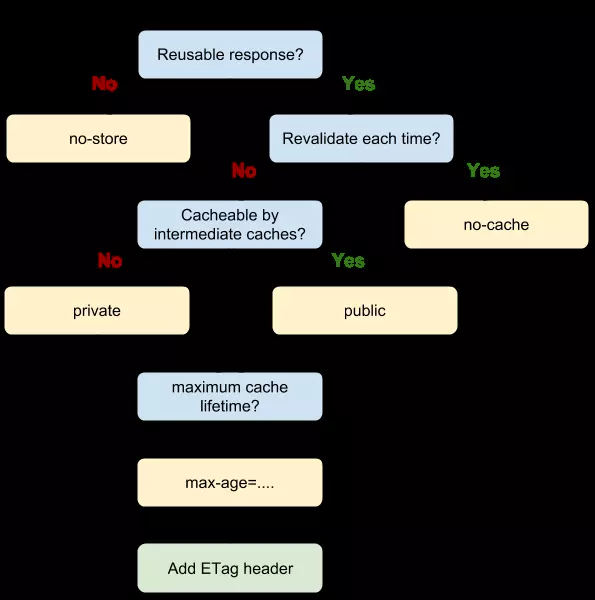 Reusable response?
No
Yes
no-store
Revalidate each time?
No
Yes
Cacheable by
intermediate caches?
no-cache
No
Yes
private
public
maximum cache
lifetime?
max-age=....
Add ETag header